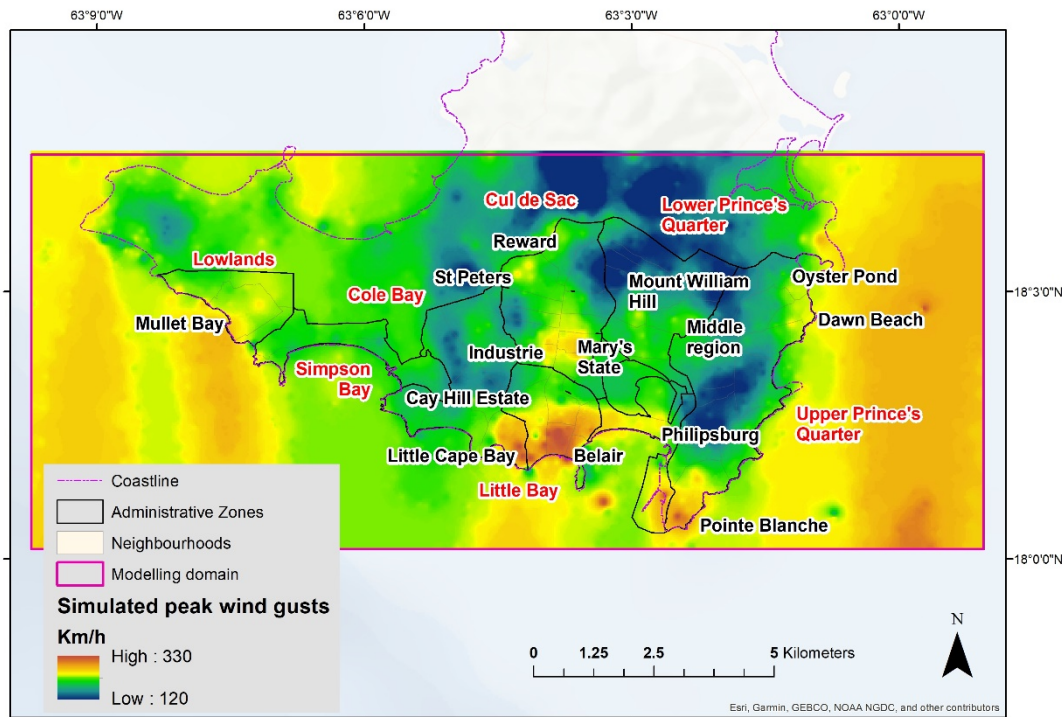 63°9'0"W
63°6'0"W
63°3'0"W
63°0'0"W
Cul de Sac
Lower Prince's
Quarter
Reward
Lowlands
St Peters
Mount William
Hill
Oyster Pond
18°3'0"N
Cole Bay
Mullet Bay
Dawn Beach
Middle
region
Industrie
Mary's
State
Simpson
Bay
Cay Hill Estate
Upper Prince's
Quarter
Philipsburg
Little Cape Bay
Belair
Little Bay
Pointe Blanche
18°0'0"N
Coastline
Administrative Zones
Neighbourhoods
Modelling domain
Simulated peak wind gusts
Km/h
High : 330
Low : 120
0 1.25 2.5 5 Kilometers
N
Esri, Garmin, GEBCO, NOAA NGDC, and other contributors